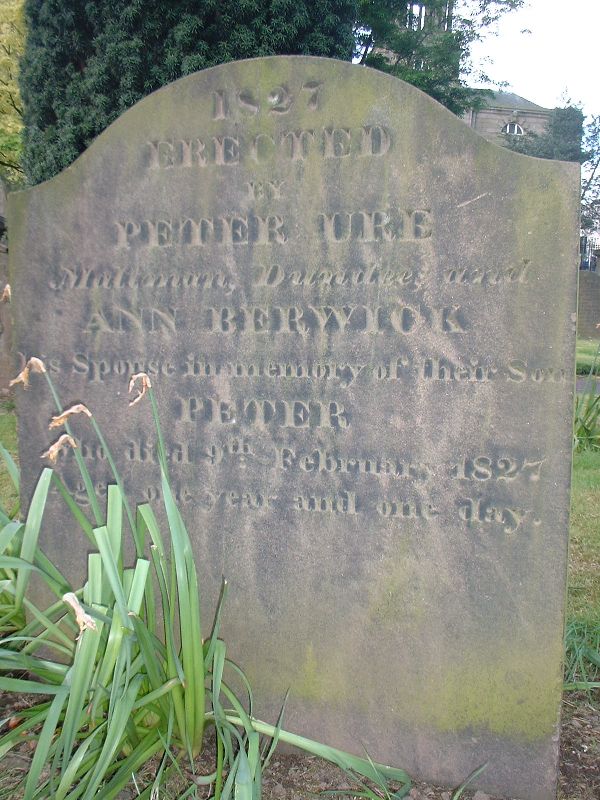 1827
ERECTED
BY
PETER URE
Maltman, Dundee, and
ANN BERWICK
his Spouse in memory of their Son
PETER
who died 9th February 1827
aged one year and one day.